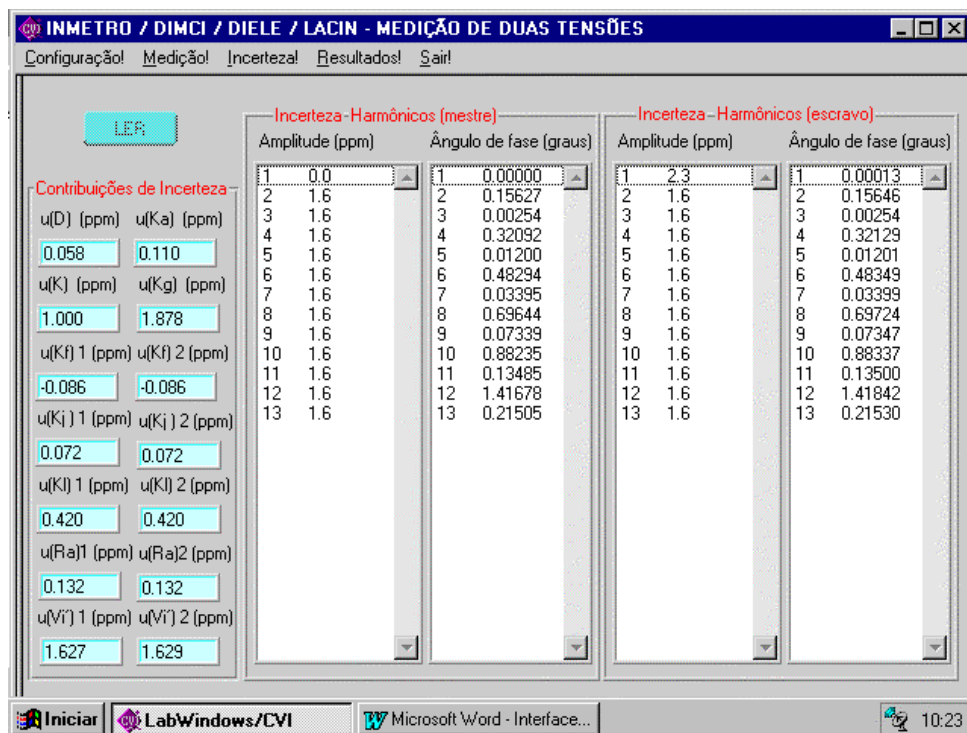 INMETRO / DIMCI / DIELE / LACIN - MEDIÇÃO DE DUAS TENSÕES
Configuração! Medição! Incerteza! Resultados! Sair!
LER
Contribuições de Incerteza
u(D) (ppm) u(Ka) (ppm)
0.058 0.110
u(K) (ppm) u(Kg) (ppm)
1.000 1.878
u(Kf) 1 (ppm) u(Kf) 2 (ppm)
-0.086 -0.086
u(Kj ) 1 (ppm) u(Kj ) 2 (ppm)
0.072 0.072
u(Kl) 1 (ppm) u(Kl) 2 (ppm)
0.420 0.420
u(Ra)1 (ppm) u(Ra)2 (ppm)
0.132 0.132
u(Vi´) 1 (ppm) u(Vi´) 2 (ppm)
1.627 1.629
Incerteza-Harmônicos (mestre)
Amplitude (ppm) Ângulo de fase (graus)
1 0.0 1 0.00000
2 1.6 2 0.15627
3 1.6 3 0.00254
4 1.6 4 0.32092
5 1.6 5 0.01200
6 1.6 6 0.48294
7 1.6 7 0.03395
8 1.6 8 0.69644
9 1.6 9 0.07339
10 1.6 10 0.88235
11 1.6 11 0.13485
12 1.6 12 1.41678
13 1.6 13 0.21505
Incerteza-Harmônicos (escravo)
Amplitude (ppm) Ângulo de fase (graus)
1 2.3 1 0.00013
2 1.6 2 0.15646
3 1.6 3 0.00254
4 1.6 4 0.32129
5 1.6 5 0.01201
6 1.6 6 0.48349
7 1.6 7 0.03399
8 1.6 8 0.69724
9 1.6 9 0.07347
10 1.6 10 0.88337
11 1.6 11 0.13500
12 1.6 12 1.41842
13 1.6 13 0.21530
Iniciar LabWindows/CVI Microsoft Word - Interface... 10:23